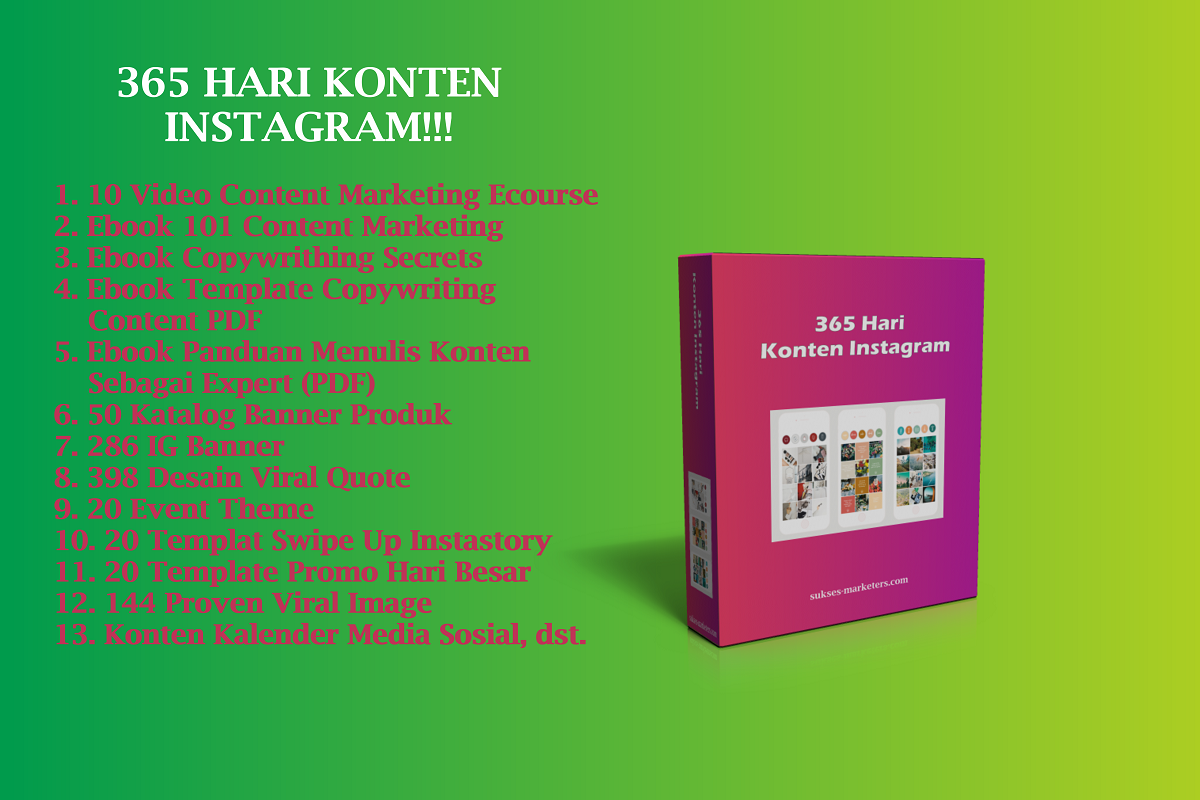 365 HARI KONTEN
INSTAGRAM!!!
1. 10 Video Content Marketing Ecourse
2. Ebook 101 Content Marketing
3. Ebook Copywrithing Secrets
4. Ebook Template Copywriting
Content PDF
5. Ebook Panduan Menulis Konten
Sebagai Expert (PDF)
6. 50 Katalog Banner Produk
7. 286 IG Banner
8. 398 Desain Viral Quote
9. 20 Event Theme
10. 20 Templat Swipe Up Instastory
11. 20 Template Promo Hari Besar
12. 144 Proven Viral Image
13. Konten Kalender Media Sosial, dst.
365 Hari
Konten Instagram
365 Hari
Konten Instagram
sukses-marketers.com